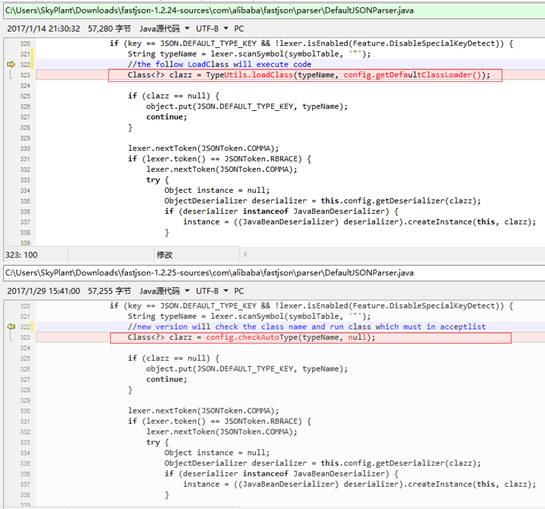 C:\Users\SkyPlant\Downloads\fastjson-1.2.24-sources\com\alibaba\fastjson\parser\DefaultJSONParser.java
2017/1/14 21:30:32 57,280 字节 Java源代码 UTF-8 PC
320 if (key == JSON.DEFAULT_TYPE_KEY && !lexer.isEnabled(Feature.DisableSpecialKeyDetect)) {
321 String typeName = lexer.scanSymbol(symbolTable, '"');
322 //the follow LoadClass will execute code
323 Class<?> clazz = TypeUtils.loadClass(typeName, config.getDefaultClassLoader());
324
325 if (clazz == null) {
326 object.put(JSON.DEFAULT_TYPE_KEY, typeName);
327 continue;
328 }
329
330 lexer.nextToken(JSONToken.COMMA);
331 if (lexer.token() == JSONToken.RBRACE) {
332 lexer.nextToken(JSONToken.COMMA);
333 try {
334 Object instance = null;
335 ObjectDeserializer deserializer = this.config.getDeserializer(clazz);
336 if (deserializer instanceof JavaBeanDeserializer) {
337 instance = ((JavaBeanDeserializer) deserializer).createInstance(this, clazz);
338 }
339
323: 100 修改
C:\Users\SkyPlant\Downloads\fastjson-1.2.25-sources\com\alibaba\fastjson\parser\DefaultJSONParser.java
2017/1/29 15:41:00 57,255 字节 Java源代码 UTF-8 PC
320 if (key == JSON.DEFAULT_TYPE_KEY && !lexer.isEnabled(Feature.DisableSpecialKeyDetect)) {
321 String typeName = lexer.scanSymbol(symbolTable, '"');
322 //new version will check the class name and run class which must in acceptlist
323 Class<?> clazz = config.checkAutoType(typeName, null);
324
325 if (clazz == null) {
326 object.put(JSON.DEFAULT_TYPE_KEY, typeName);
327 continue;
328 }
329
330 lexer.nextToken(JSONToken.COMMA);
331 if (lexer.token() == JSONToken.RBRACE) {
332 lexer.nextToken(JSONToken.COMMA);
333 try {
334 Object instance = null;
335 ObjectDeserializer deserializer = this.config.getDeserializer(clazz);
336 if (deserializer instanceof JavaBeanDeserializer) {
337 instance = ((JavaBeanDeserializer) deserializer).createInstance(this, clazz);
338 }
339